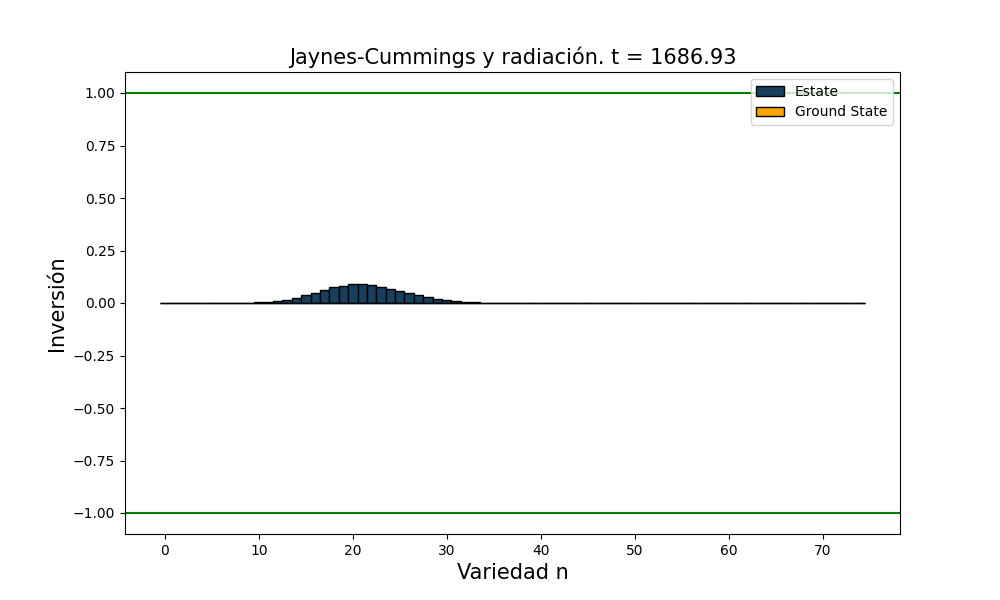 Jaynes-Cummings y radiación. t = 1686.93
Estate
Ground State
1.00
0.75
0.50
0.25
0.00
−0.25
−0.50
−0.75
−1.00
Inversión
0 10 20 30 40 50 60 70
Variedad n